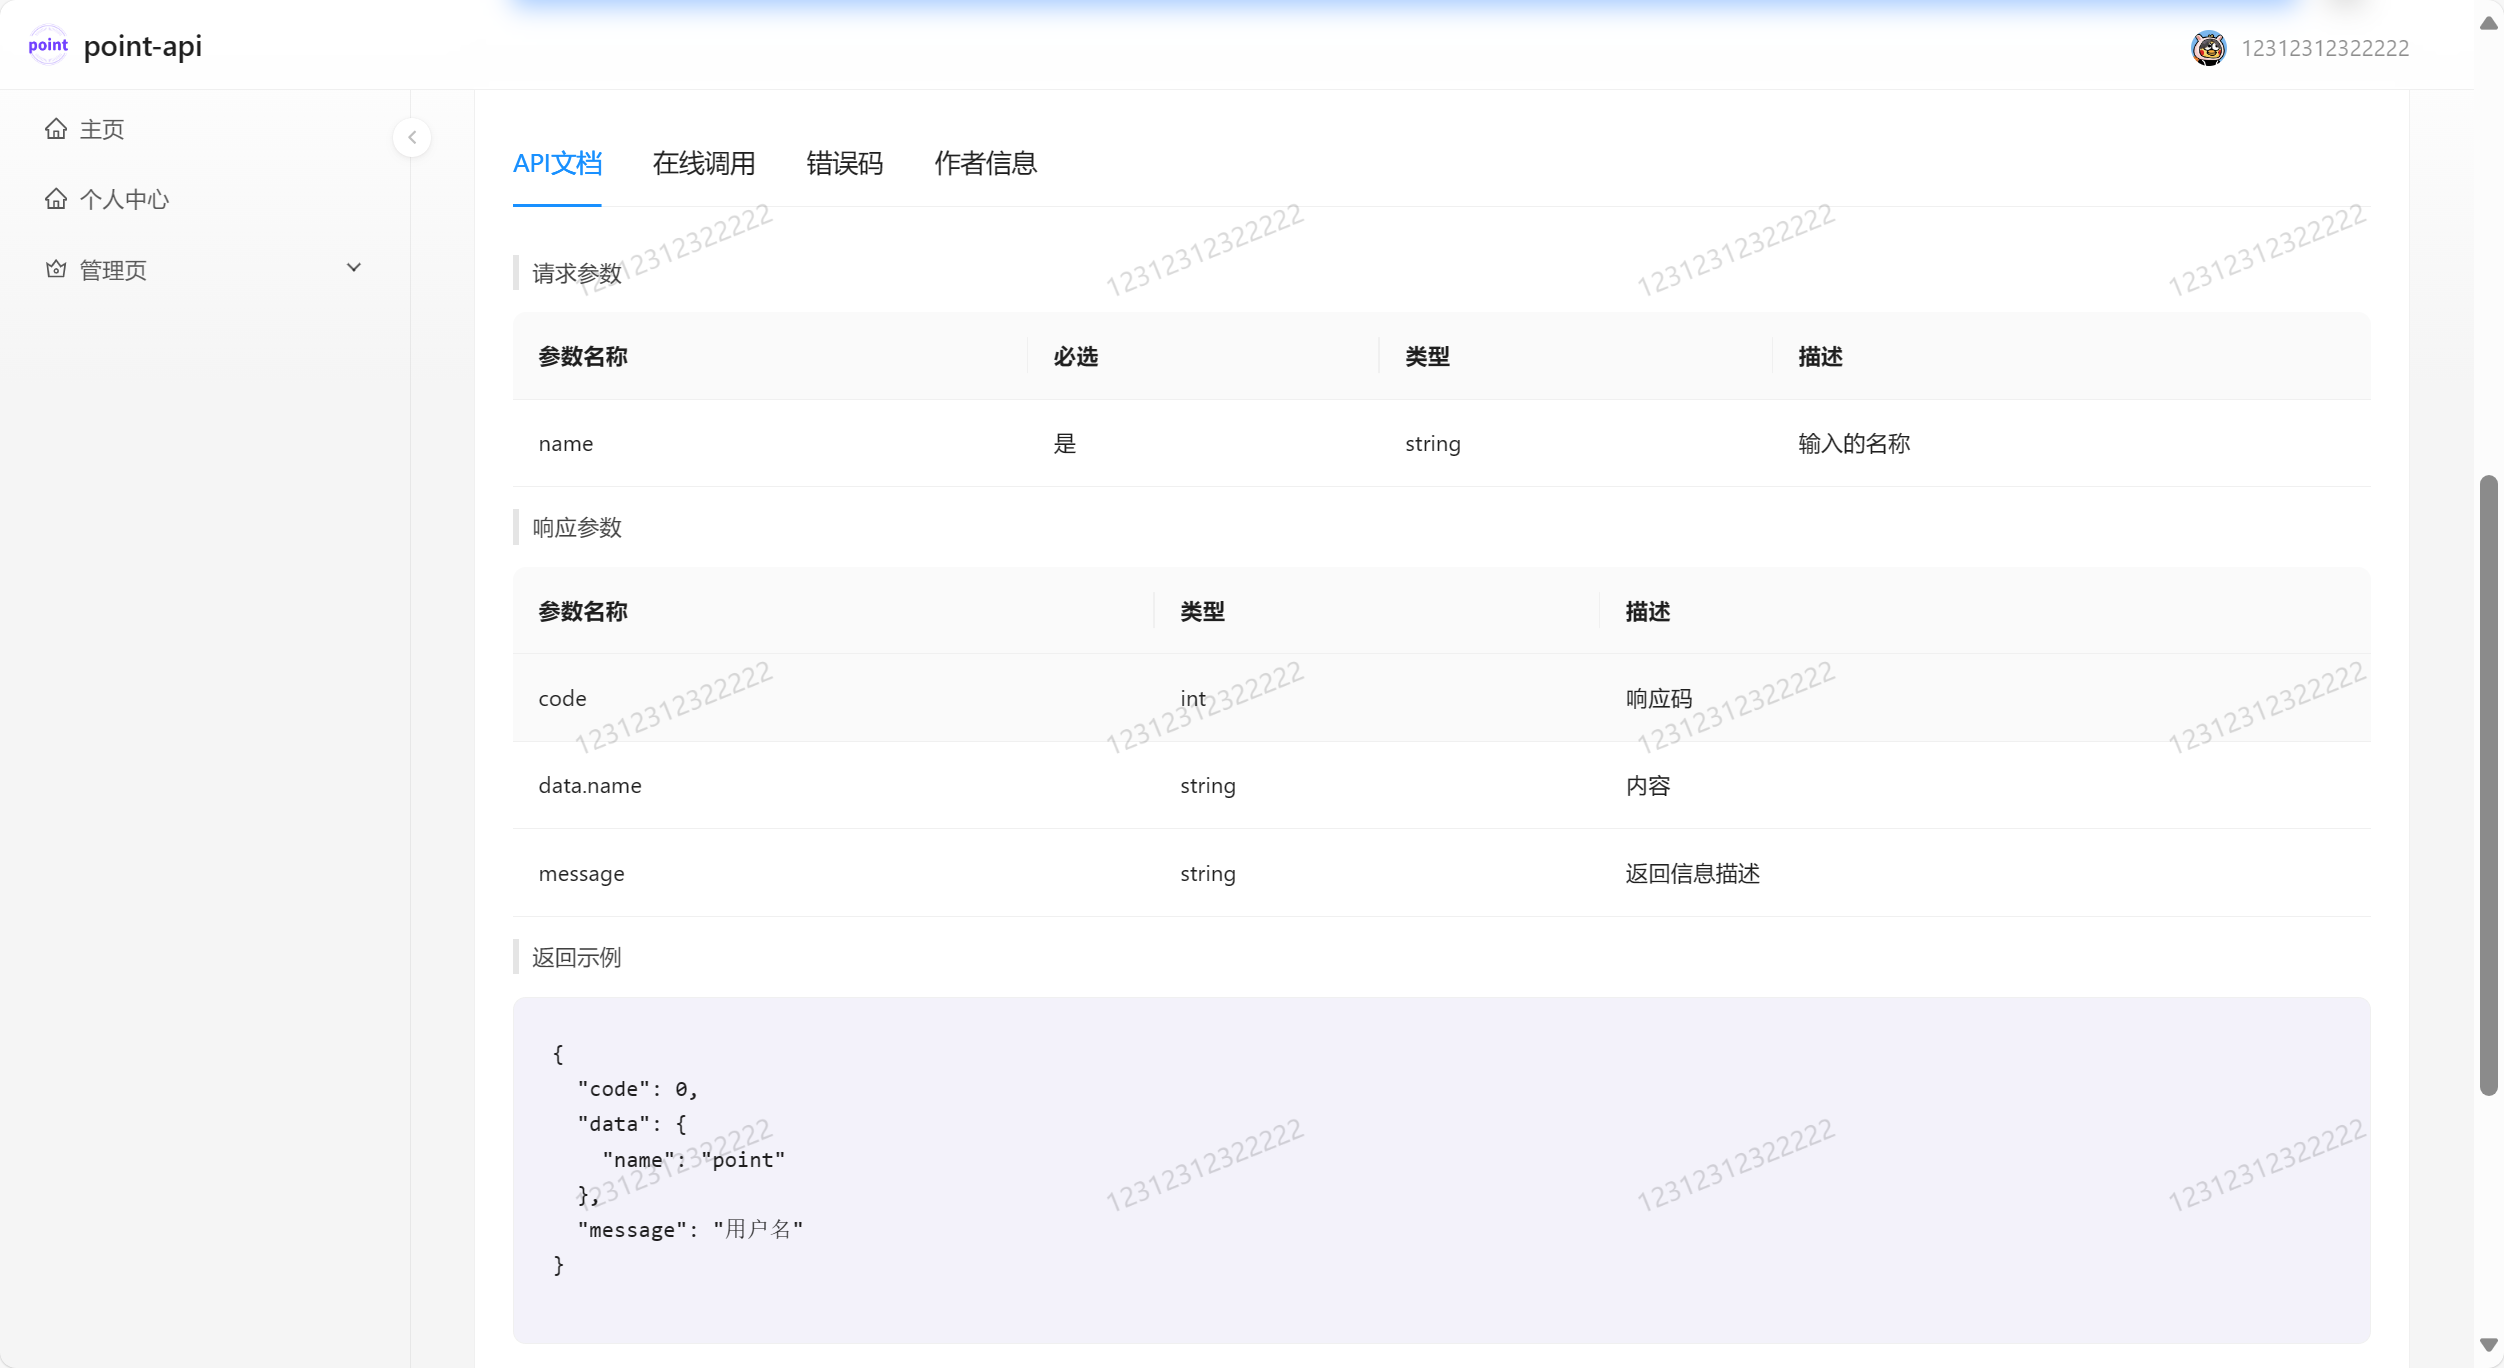 point point-api
12312312322222
主页
个人中心
管理页
API文档 在线调用 错误码 作者信息
12312312322222 12312312322222 12312312322222 12312312322222
请求参数
参数名称 必选 类型 描述
name 是 string 输入的名称
响应参数
参数名称 类型 描述
code int 响应码
12312312322222 12312312322222 12312312322222 12312312322222
data.name string 内容
message string 返回信息描述
返回示例
{
"code": 0,
"data": {
"name": "point"
},
"message": "用户名"
}
12312312322222 12312312322222 12312312322222 12312312322222